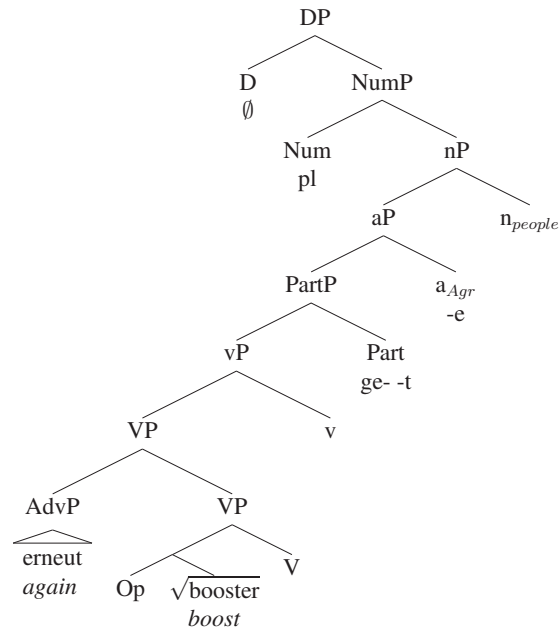 DP
D NumP
∅
Num nP
pl
aP n_people
PartP a_Agr
-e
vP Part
ge- -t
VP v
AdvP VP
erneut
again
Op √booster V
boost